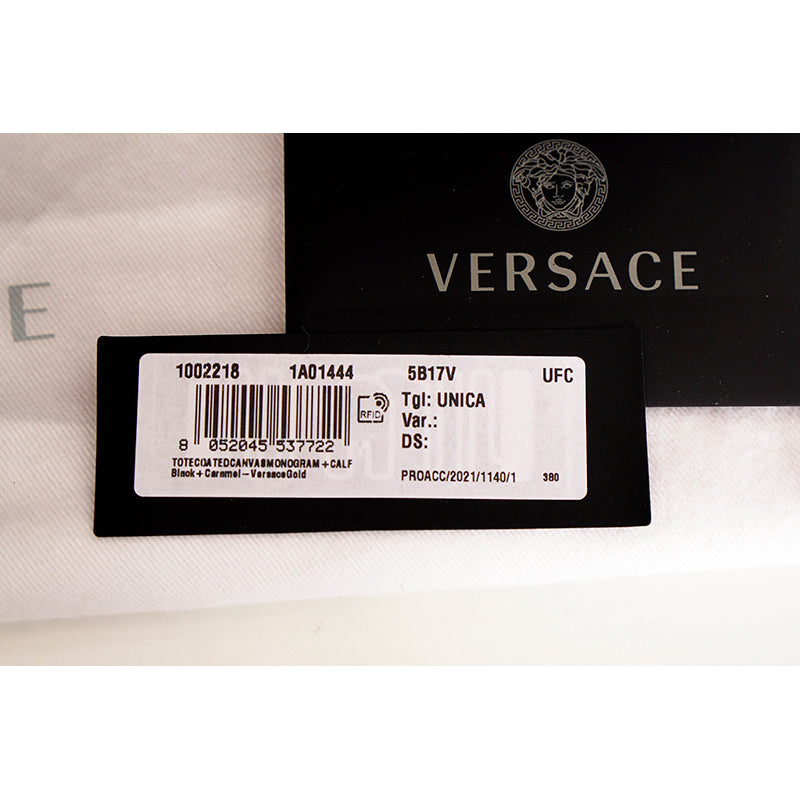 VERSACE
E
1002218 1A01444 5B17V UFC
Tgl: UNICA
Var.:
DS:
RFID
8 052045 537722
TOTECOATEDCANVASMONOGRAM+CALF
Black+Caramel-VersaceGold
PROACC/2021/1140/1 380